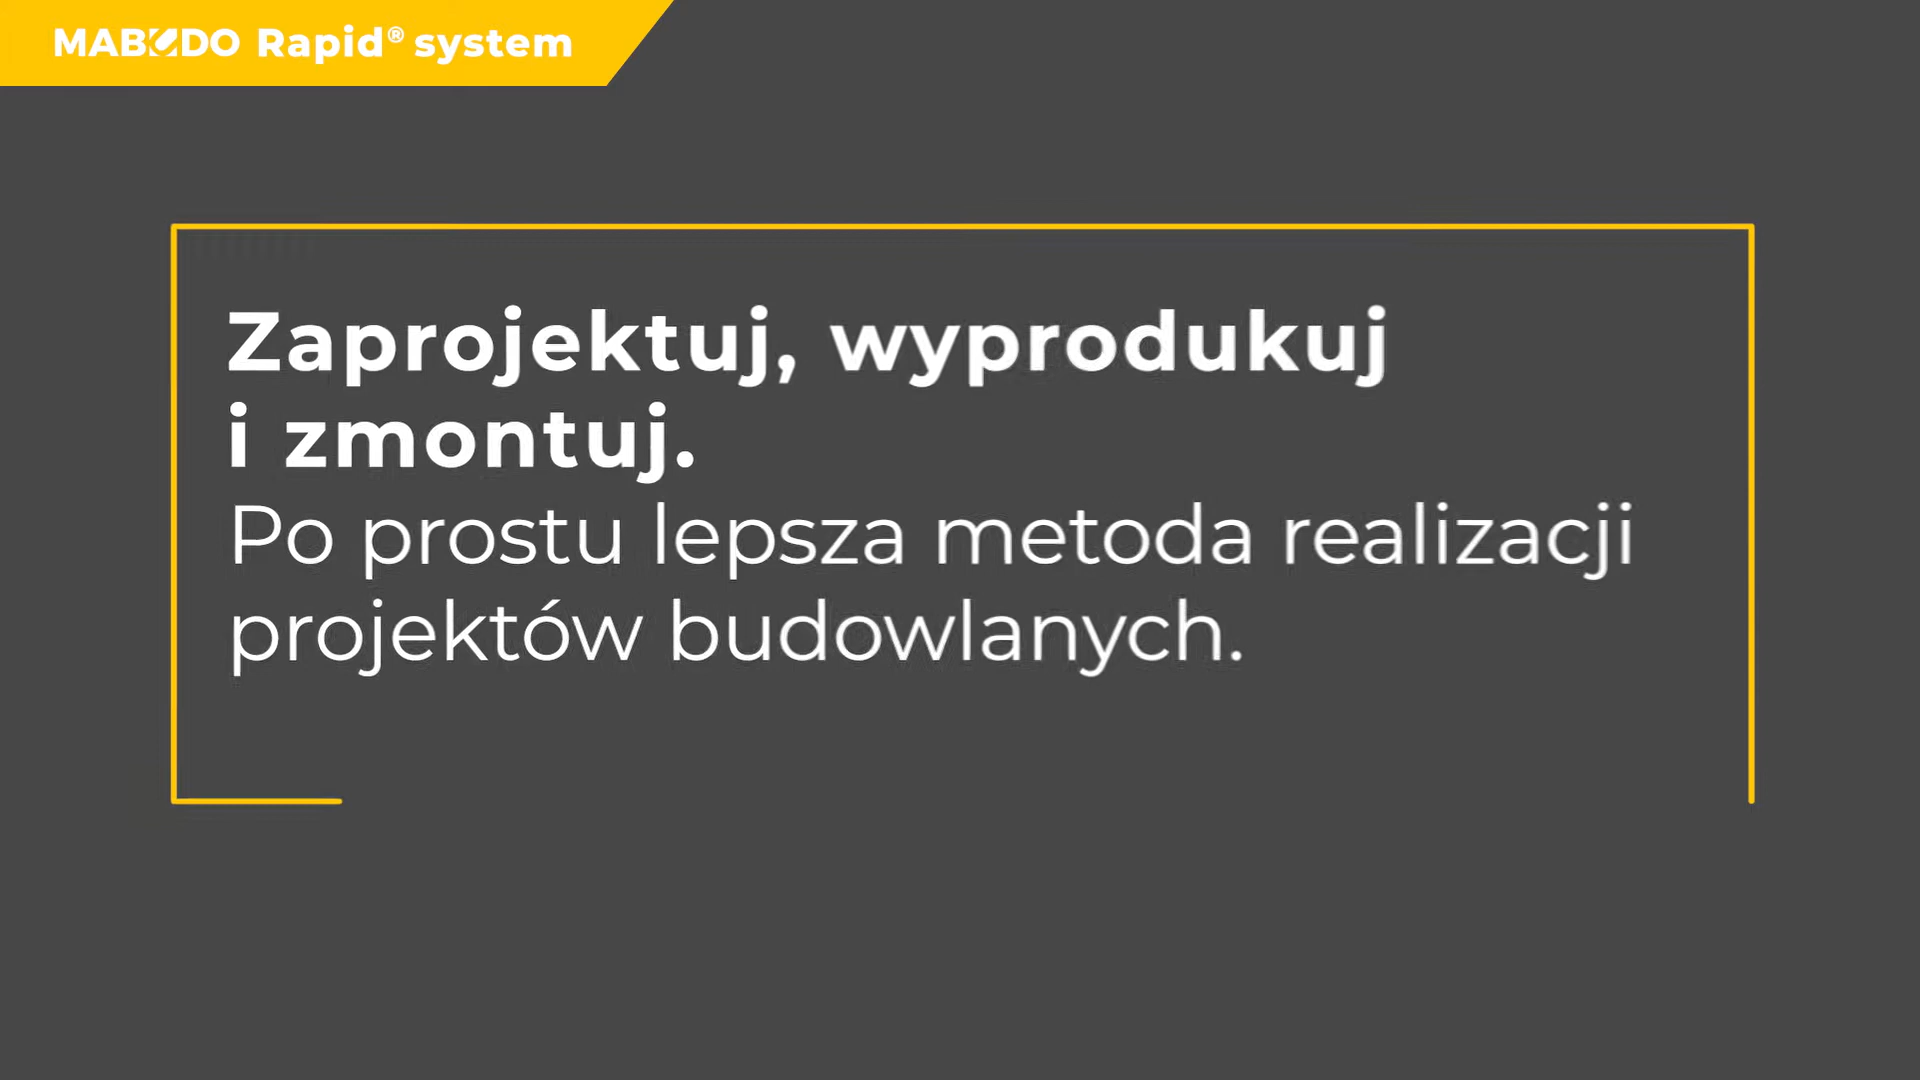 MABUDO Rapid® system
Zaprojektuj, wyprodukuj
i zmontuj.
Po prostu lepsza metoda realizacji
projektów budowlanych.